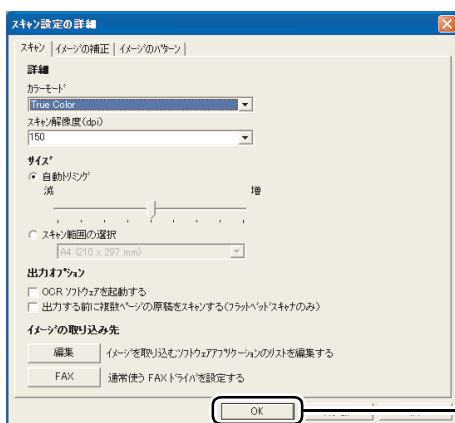 スキャン設定の詳細
スキャン イメージの補正 イメージのパターン
詳細
カラーモード
True Color
スキャン解像度(dpi)
150
サイズ
自動トリミング
減 増
スキャン範囲の選択
A4 (210 x 297 mm)
出力オプション
OCR ソフトウェアを起動する
出力する前に複数ページの原稿をスキャンする(フラットベッドスキャナのみ)
イメージの取り込み先
編集 イメージを取り込むソフトウェアアプリケーションのリストを編集する
FAX 通常使う FAX ドライバを設定する
OK